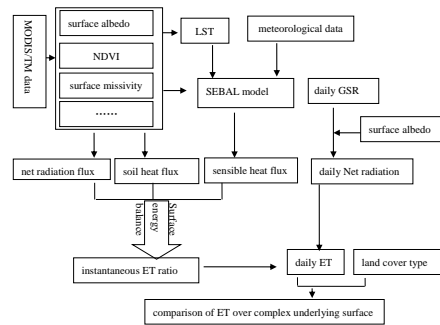 MODIS/TM data
surface albedo
NDVI
surface missivity
......
LST
meteorological data
SEBAL model
daily GSR
surface albedo
net radiation flux
soil heat flux
sensible heat flux
daily Net radiation
Surface
energy
balance
instantaneous ET ratio
daily ET
land cover type
comparison of ET over complex underlying surface